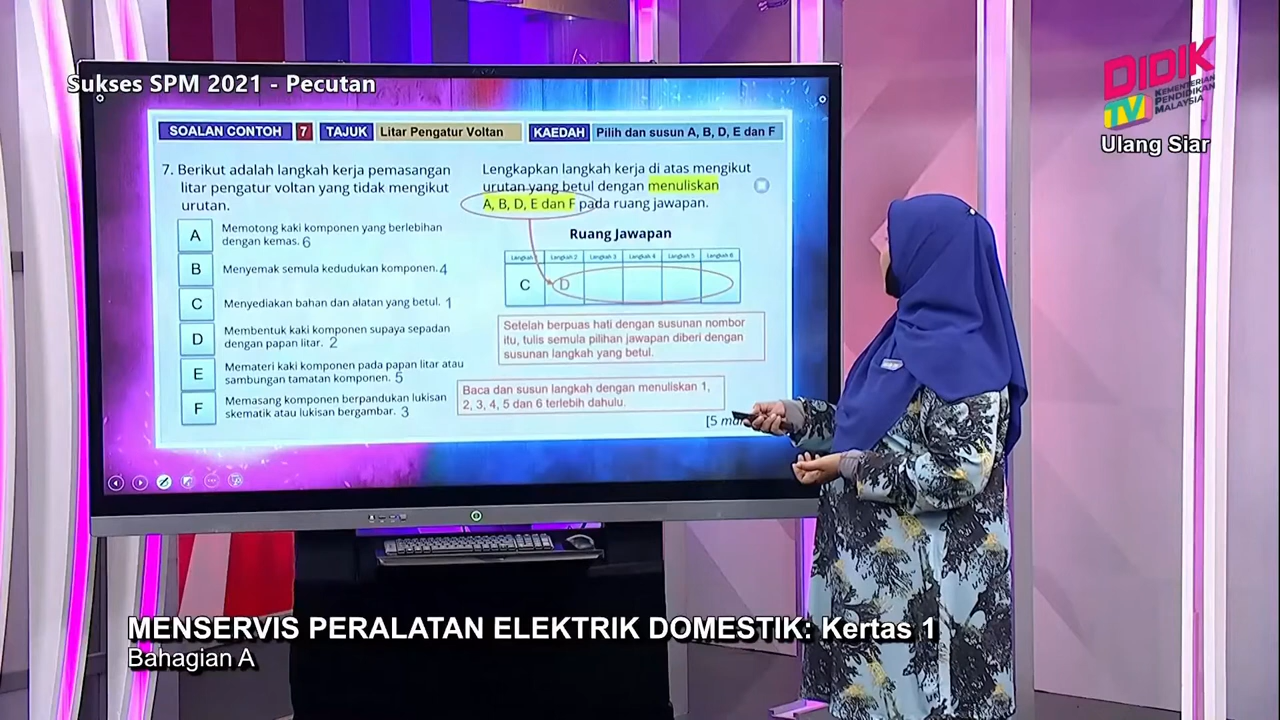 Sukses SPM 2021 - Pecutan
DIDIK
TV
KEMENTERIAN
PENDIDIKAN
MALAYSIA
Ulang Siar
SOALAN CONTOH 7 TAJUK Litar Pengatur Voltan KAEDAH Pilih dan susun A, B, D, E dan F
7. Berikut adalah langkah kerja pemasangan
litar pengatur voltan yang tidak mengikut
urutan.
A Memotong kaki komponen yang berlebihan
dengan kemas. 6
B Menyemak semula kedudukan komponen. 4
C Menyediakan bahan dan alatan yang betul. 1
D Membentuk kaki komponen supaya sepadan
dengan papan litar. 2
E Memateri kaki komponen pada papan litar atau
sambungan tamatan komponen. 5
F Memasang komponen berpandukan lukisan
skematik atau lukisan bergambar. 3
Lengkapkan langkah kerja di atas mengikut
urutan yang betul dengan menuliskan
A, B, D, E dan F pada ruang jawapan.
Ruang Jawapan
Langkah 1 Langkah 2 Langkah 3 Langkah 4 Langkah 5 Langkah 6
C D
Setelah berpuas hati dengan susunan nombor
itu, tulis semula pilihan jawapan diberi dengan
susunan langkah yang betul.
Baca dan susun langkah dengan menuliskan 1,
2, 3, 4, 5 dan 6 terlebih dahulu.
[5
MENSERVIS PERALATAN ELEKTRIK DOMESTIK: Kertas 1
Bahagian A